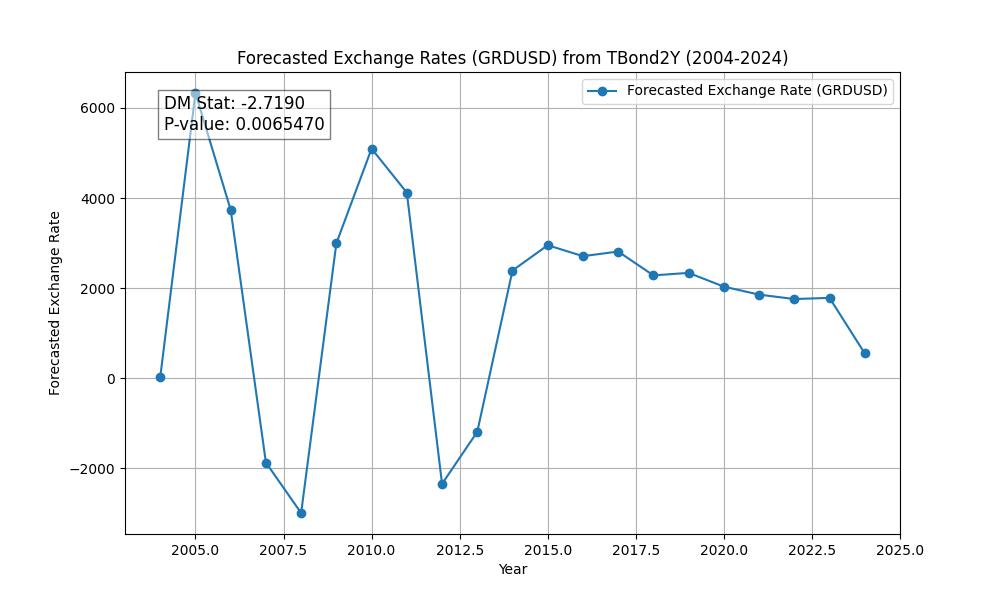 Forecasted Exchange Rates (GRDUSD) from TBond2Y (2004-2024)
DM Stat: -2.7190
P-value: 0.0065470
Forecasted Exchange Rate (GRDUSD)
Forecasted Exchange Rate
6000
4000
2000
0
−2000
2005.0 2007.5 2010.0 2012.5 2015.0 2017.5 2020.0 2022.5 2025.0
Year